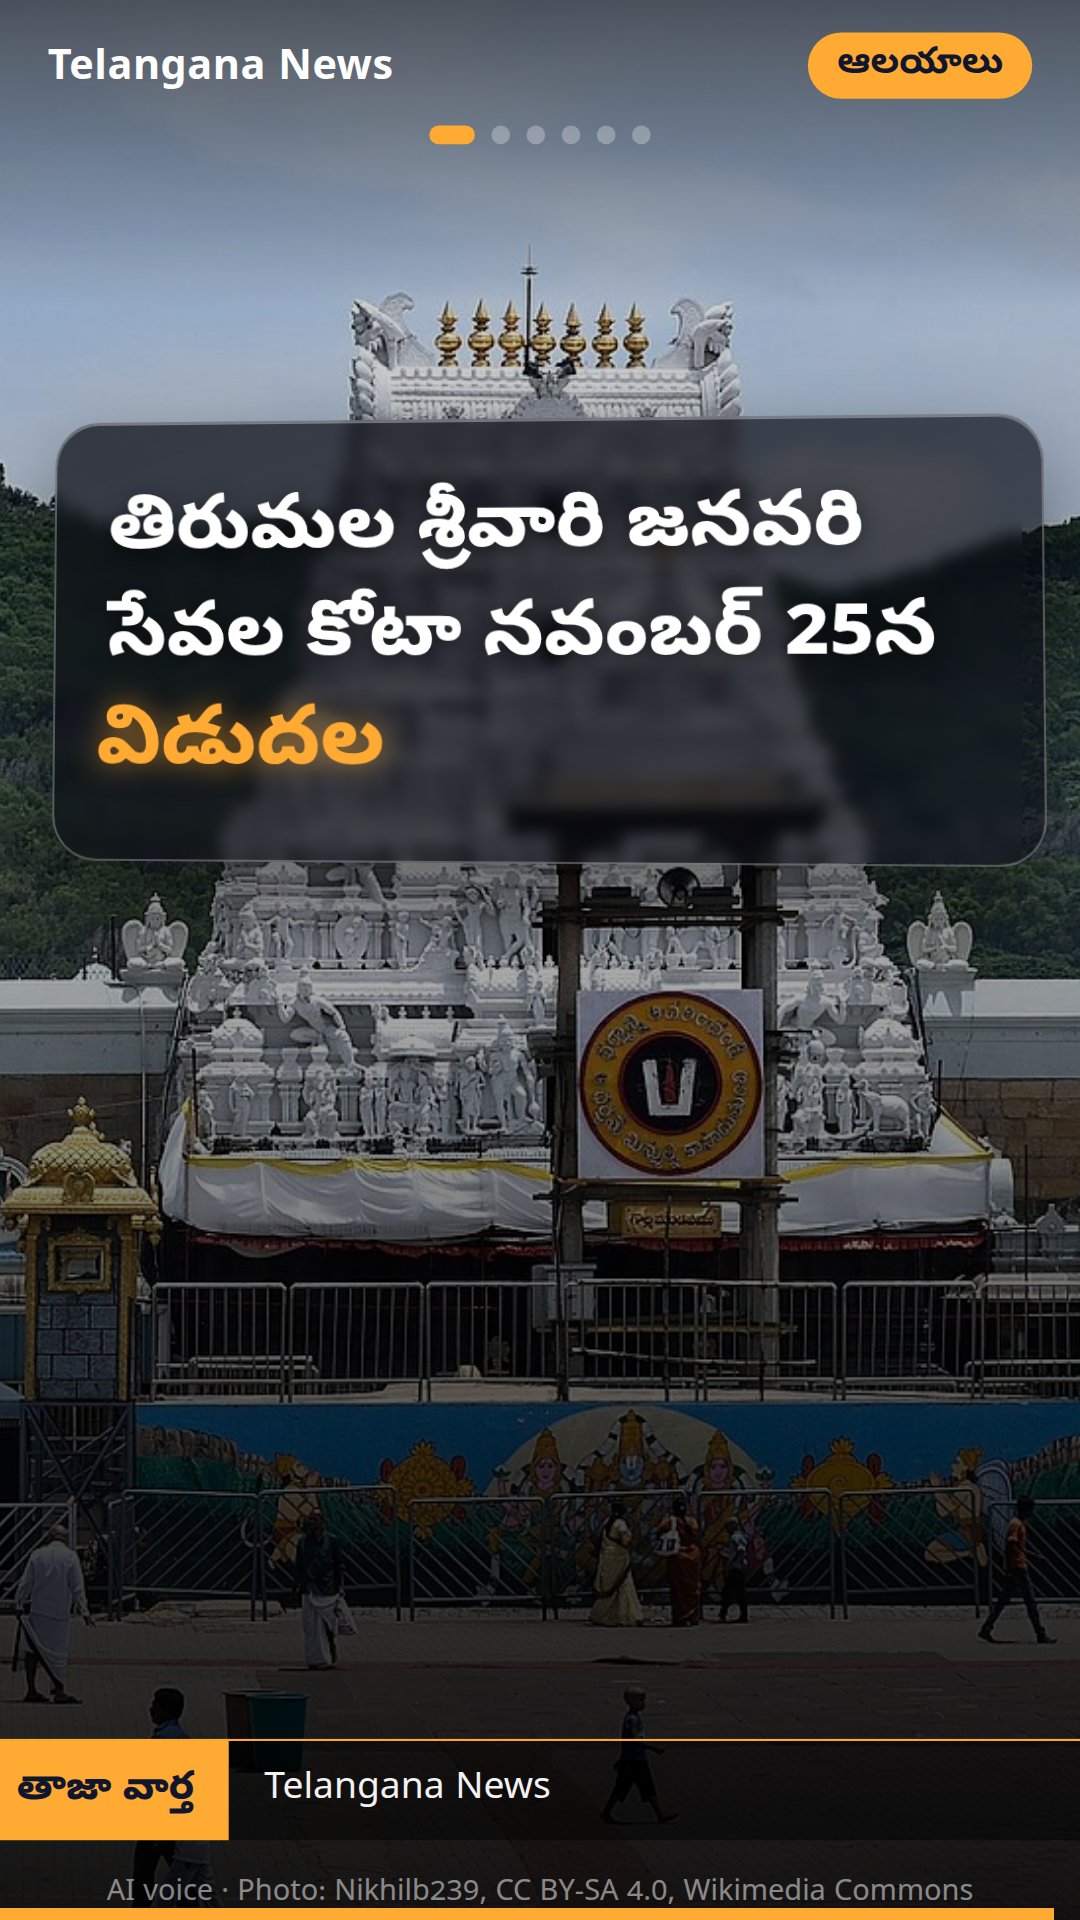 Telangana News
ఆలయాలు
తిరుమల శ్రీవారి జనవరి
సేవల కోటా నవంబర్ 25న
విడుదల
తాజా వార్త
Telangana News
AI voice · Photo: Nikhilb239, CC BY-SA 4.0, Wikimedia Commons